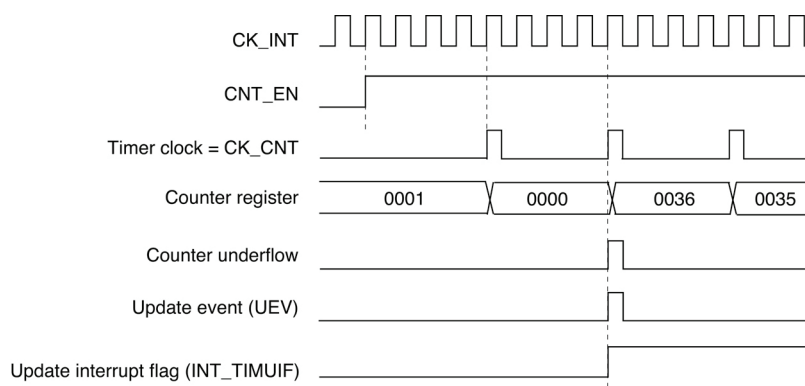 CK_INT
CNT_EN
Timer clock = CK_CNT
Counter register 0001 0000 0036 0035
Counter underflow
Update event (UEV)
Update interrupt flag (INT_TIMUIF)